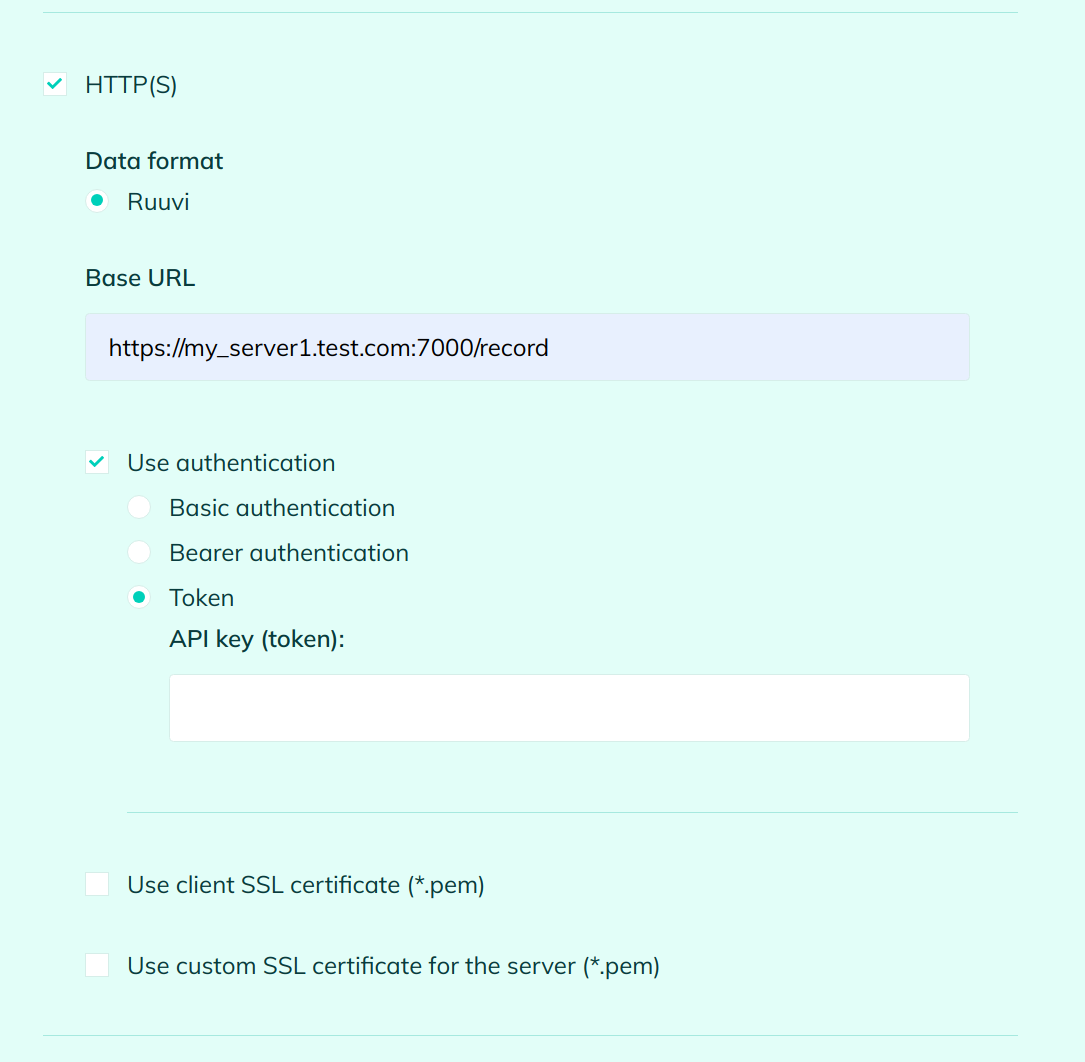 HTTP(S)
Data format
Ruuvi
Base URL
https://my_server1.test.com:7000/record
Use authentication
Basic authentication
Bearer authentication
Token
API key (token):
Use client SSL certificate (*.pem)
Use custom SSL certificate for the server (*.pem)